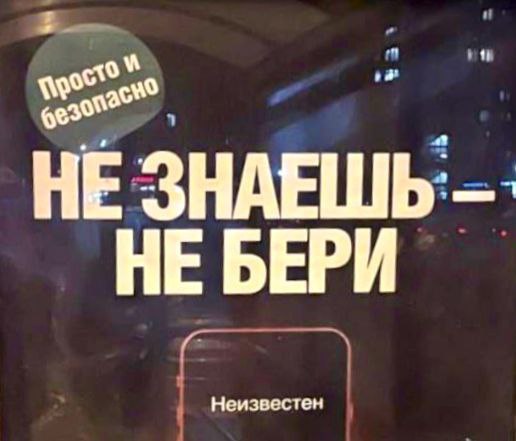 Просто и
безопасно
НЕ ЗНАЕШЬ –
НЕ БЕРИ
Неизвестен